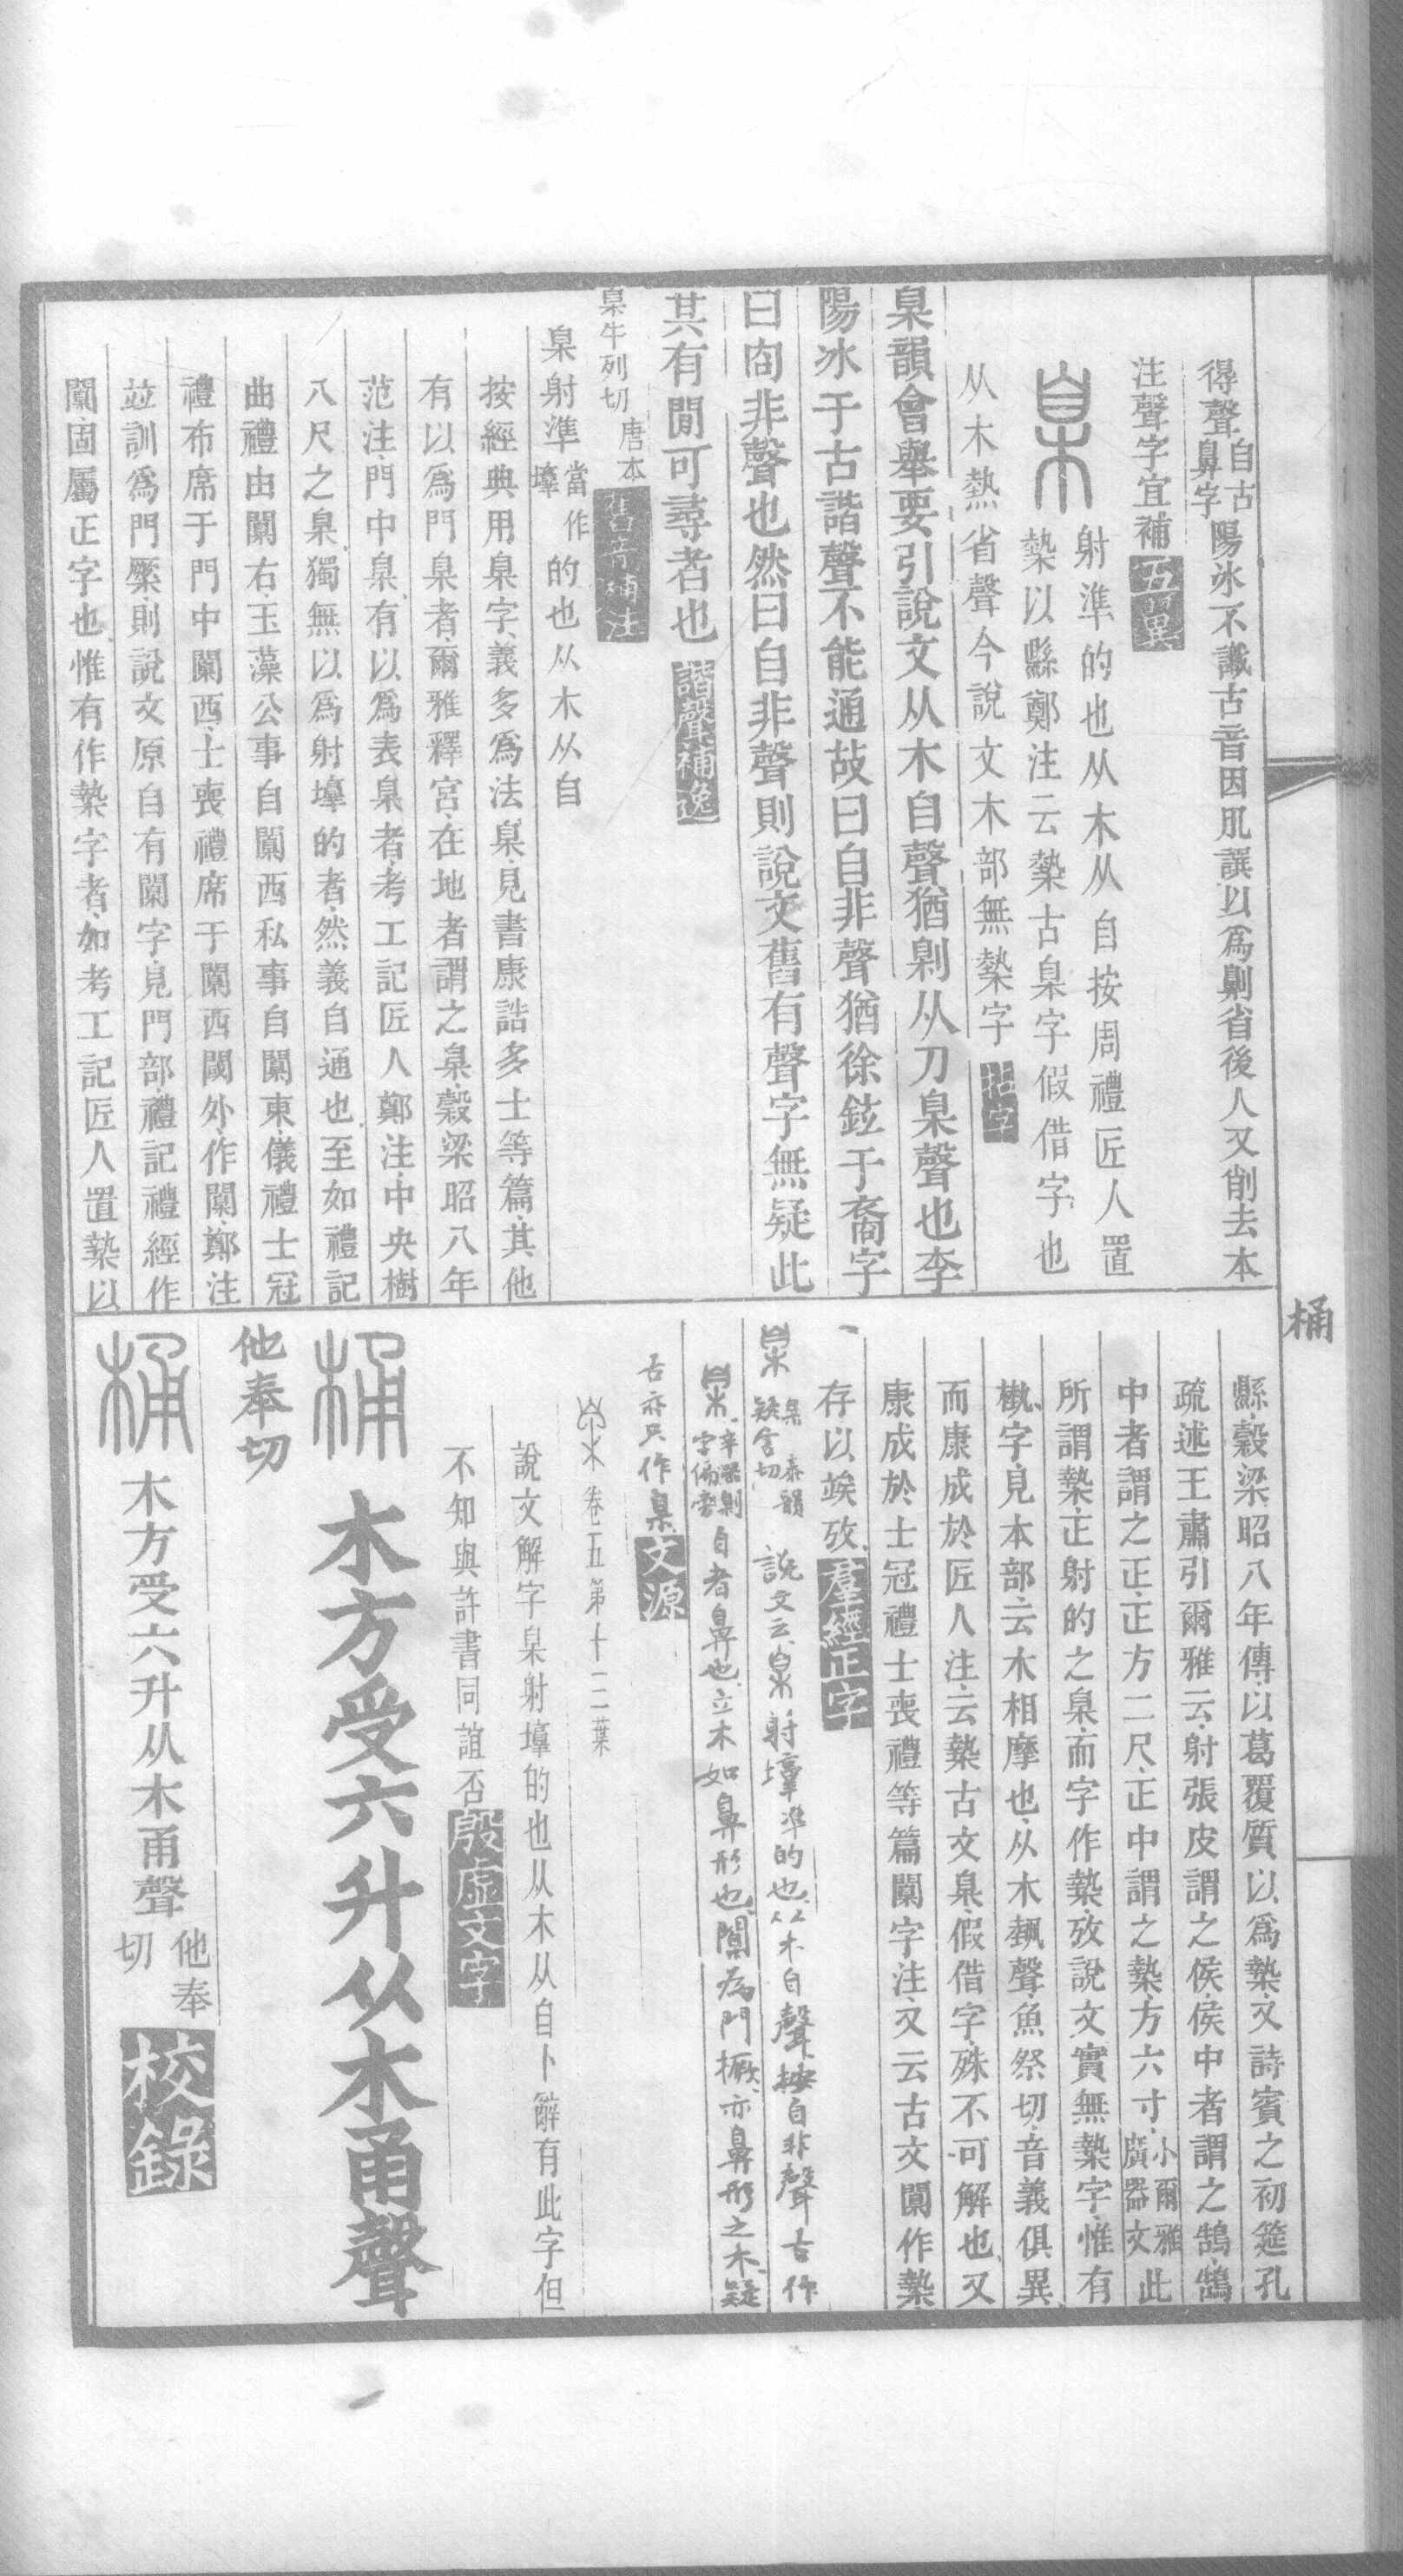 得聲自古鼻字陽冰不識古音因肊譔以爲劓省後人又削去本
注聲字宜補 五翼
臬 射準的也从木从自按周禮匠人置
槷以縣鄭注云槷古臬字假借字也
从木熱省聲今說文木部無槷字
臬韻會舉要引說文从木自聲猶劓从刀臬聲也李
陽冰于古諧聲不能通故曰自非聲猶徐鉉于裔字
曰㕯非聲也然曰自非聲則說文舊有聲字無疑此
其有閒可尋者也 諧聲補逸
臬牛列切唐本 舊音補注
臬射準當作㙜的也从木从自
按經典用臬字義多爲法臬見書康誥多士等篇其他
有以爲門臬者爾雅釋宮在地者謂之臬穀梁昭八年
范注門中臬有以爲表臬者考工記匠人鄭注中央樹
八尺之臬獨無以爲射㙜的者然義自通也至如禮記
曲禮由闑右玉藻公事自闑西私事自闑東儀禮士冠
禮布席于門中闑西士喪禮席于闑西閾外作闑鄭注
竝訓爲門橜則說文原自有闑字見門部禮記禮經作
闑固屬正字也惟有作槷字者如考工記匠人置槷以
桶
縣穀梁昭八年傳以葛覆質以爲槷又詩賓之初筵孔
疏述王肅引爾雅云射張皮謂之侯侯中者謂之鵠鵠
中者謂之正正方二尺正中謂之槷方六寸小爾雅廣器文此
所謂槷正射的之臬而字作槷攷說文實無槷字惟有
槸字見本部云木相摩也从木埶聲魚祭切音義俱異
而康成於匠人注云槷古文臬假借字殊不可解也又
康成於士冠禮士喪禮等篇闑字注又云古文闑作槷
存以竢攷 羣經正字
臬 臬泰韻 說文云臬射㙜準的也从木自聲按自非聲古作
自者鼻也立木如鼻形也闑為門橛亦鼻形之木疑
古亦只作臬 文源
卷五第十二葉
說文解字臬射㙜的也从木从自卜辭有此字但
不知與許書同誼否 殷虛文字
桶 木方受六升从木甬聲
他奉切
桶 木方受六升从木甬聲他奉切 校錄